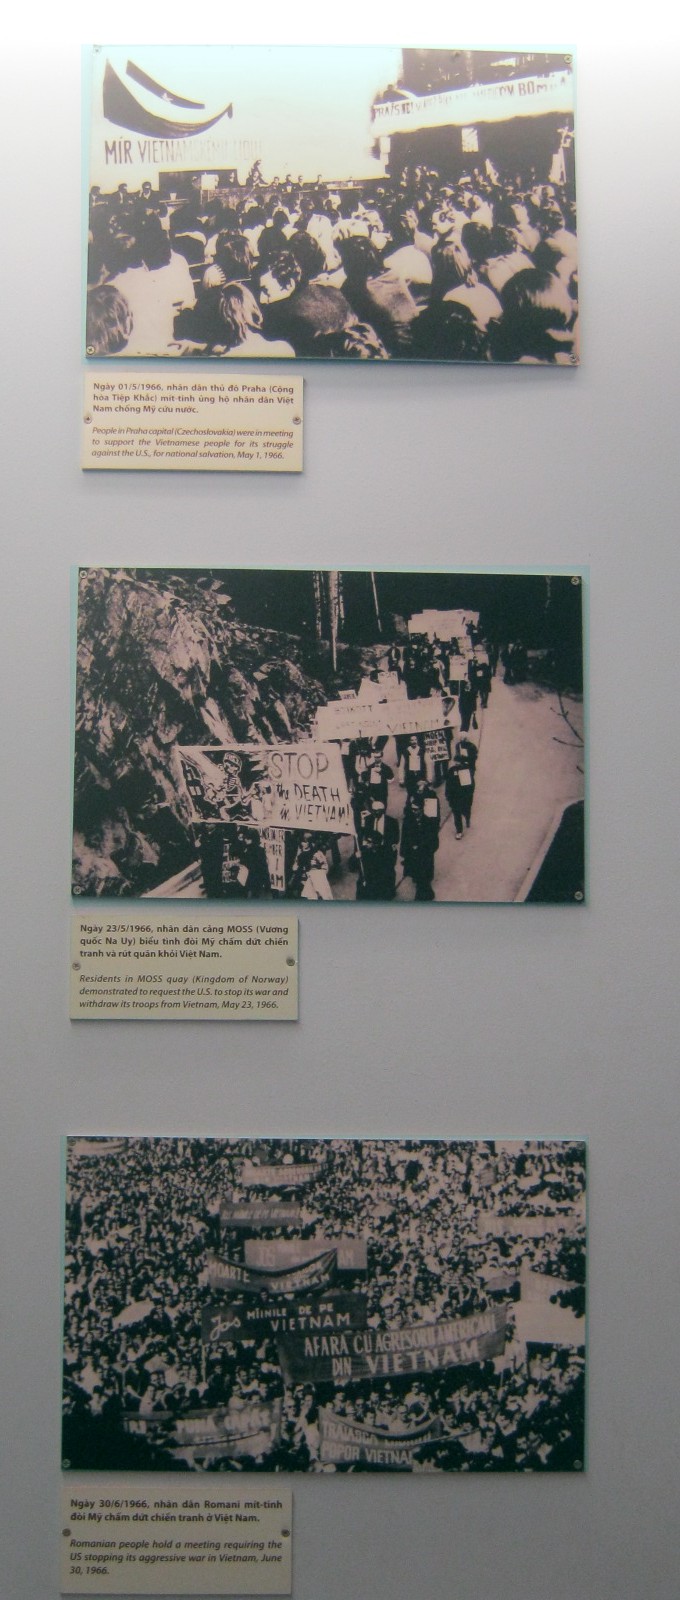 MÍR VIETNAM
Ngày 01/5/1966, nhân dân thủ đô Praha (Cộng
hòa Tiệp Khắc) mít-tinh ủng hộ nhân dân Việt
Nam chống Mỹ cứu nước.
People in Praha capital (Czechoslovakia) were in meeting
to support the Vietnamese people for its struggle
against the U.S., for national salvation, May 1, 1966.
VIETNAM
STOP
the DEATH
in VIETNAM!
Ngày 23/5/1966, nhân dân cảng MOSS (Vương
quốc Na Uy) biểu tình đòi Mỹ chấm dứt chiến
tranh và rút quân khỏi Việt Nam.
Residents in MOSS quay (Kingdom of Norway)
demonstrated to request the U.S. to stop its war and
withdraw its troops from Vietnam, May 23, 1966.
MOARTE
VIETNAM
Jos MÎINILE DE PE
VIETNAM
AFARĂ CU AGRESORII AMERICANI
DIN VIETNAM
TRĂIASCĂ
POPOR VIETNA
Ngày 30/6/1966, nhân dân Romani mít-tinh
đòi Mỹ chấm dứt chiến tranh ở Việt Nam.
Romanian people hold a meeting requiring the
US stopping its aggressive war in Vietnam, June
30, 1966.